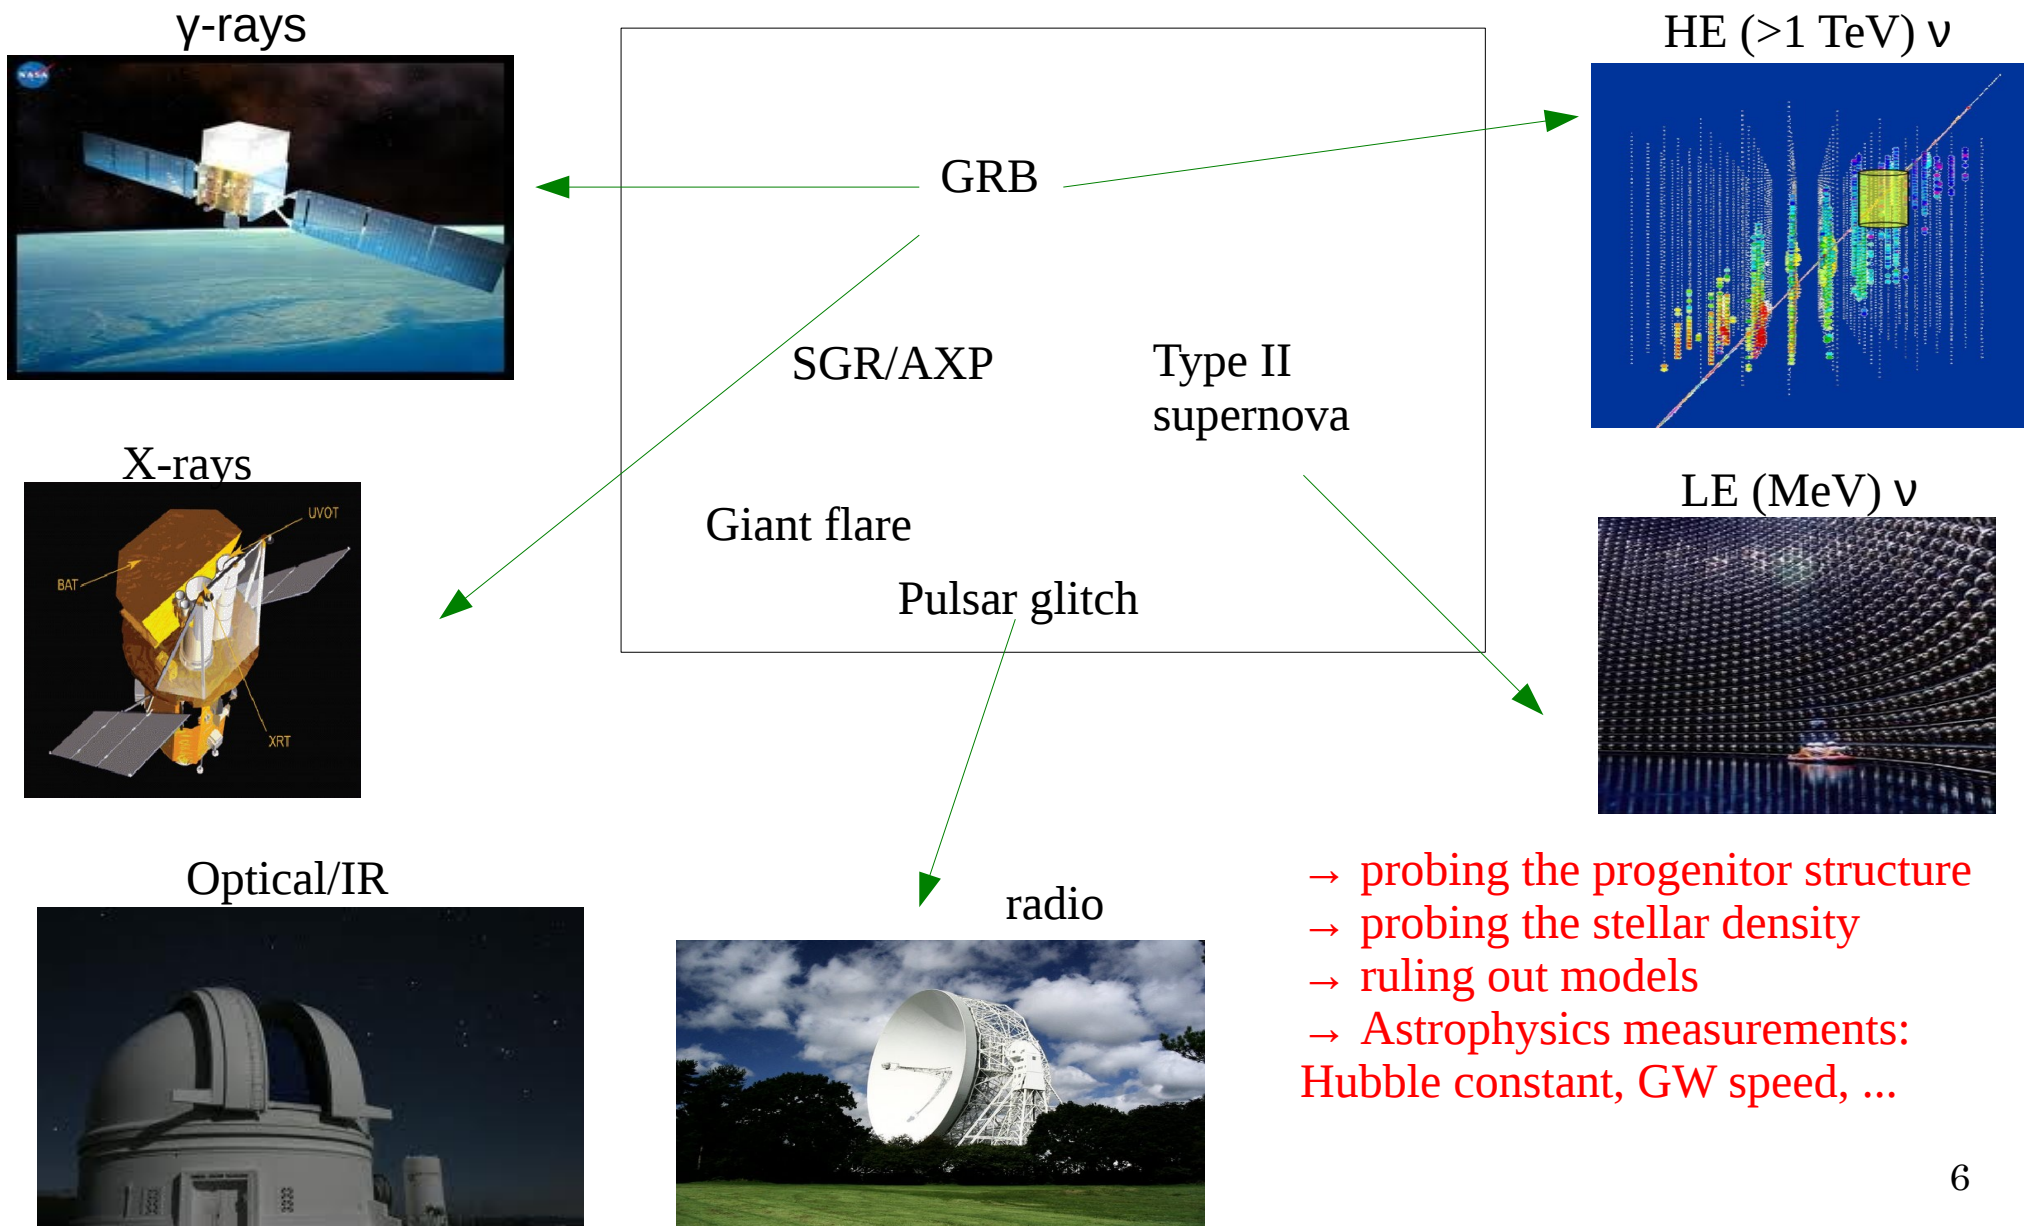 γ-rays
NASA
HE (>1 TeV) ν
GRB
SGR/AXP
Type II
supernova
X-rays
UVOT
BAT
XRT
Giant flare
LE (MeV) ν
Pulsar glitch
Optical/IR
radio
→ probing the progenitor structure
→ probing the stellar density
→ ruling out models
→ Astrophysics measurements:
Hubble constant, GW speed, ...
6